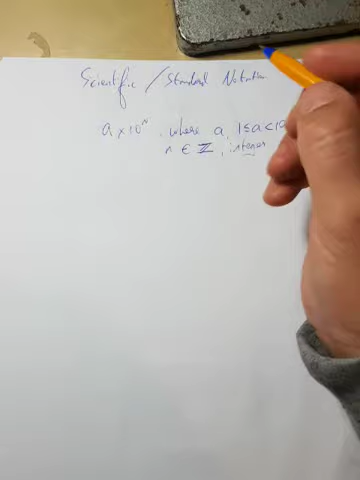 Scientific / Standard Notation
a × 10ⁿ, where a, 1 ≤ a < 10
n ∈ ℤ, integer